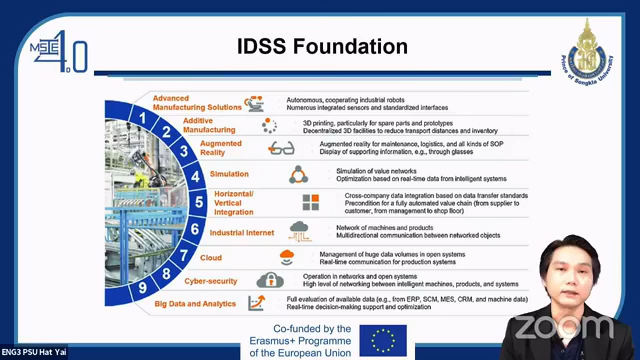 MSIE 4.0
IDSS Foundation
Prince of Songkla University
1
Advanced
Manufacturing Solutions
Autonomous, cooperating industrial robots
Numerous integrated sensors and standardized interfaces
2
Additive
Manufacturing
3D printing, particularly for spare parts and prototypes
Decentralized 3D facilities to reduce transport distances and inventory
3
Augmented
Reality
Augmented reality for maintenance, logistics, and all kinds of SOP
Display of supporting information, e.g., through glasses
4
Simulation
Simulation of value networks
Optimization based on real-time data from intelligent systems
5
Horizontal/
Vertical
Integration
Cross-company data integration based on data transfer standards
Precondition for a fully automated value chain (from supplier to
customer, from management to shop floor)
6
Industrial Internet
Network of machines and products
Multidirectional communication between networked objects
7
Cloud
Management of huge data volumes in open systems
Real-time communication for production systems
8
Cyber-security
Operation in networks and open systems
High level of networking between intelligent machines, products, and systems
9
Big Data and Analytics
Full evaluation of available data (e.g., from ERP, SCM, MES, CRM, and machine data)
Real-time decision-making support and optimization
Co-funded by the
Erasmus+ Programme
of the European Union
zoom
ENG3 PSU Hat Yai